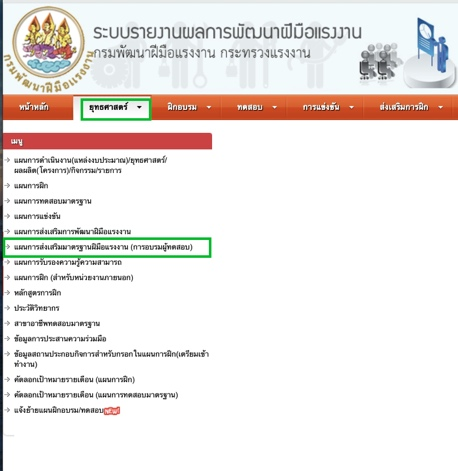 ระบบรายงานผลการพัฒนาฝีมือแรงงาน
กรมพัฒนาฝีมือแรงงาน กระทรวงแรงงาน
กรมพัฒนาฝีมือแรงงาน
หน้าหลัก
ยุทธศาสตร์
ฝึกอบรม
ทดสอบ
การแข่งขัน
ส่งเสริมการฝึก
เมนู
แผนการดำเนินงาน(แหล่งงบประมาณ)/ยุทธศาสตร์/
ผลผลิต(โครงการ)/กิจกรรม/รายการ
แผนการฝึก
แผนการทดสอบมาตรฐาน
แผนการแข่งขัน
แผนการส่งเสริมการพัฒนาฝีมือแรงงาน
แผนการส่งเสริมมาตรฐานฝีมือแรงงาน (การอบรมผู้ทดสอบ)
แผนการรับรองความรู้ความสามารถ
แผนการฝึก (สำหรับหน่วยงานภายนอก)
หลักสูตรการฝึก
ประวัติวิทยากร
สาขาอาชีพทดสอบมาตรฐาน
ข้อมูลการประสานความร่วมมือ
ข้อมูลสถานประกอบกิจการสำหรับกรอกในแผนการฝึก(เตรียมเข้า
ทำงาน)
คัดลอกเป้าหมายรายเดือน (แผนการฝึก)
คัดลอกเป้าหมายรายเดือน (แผนการทดสอบมาตรฐาน)
แจ้งย้ายแผนฝึกอบรม/ทดสอบ NEW!